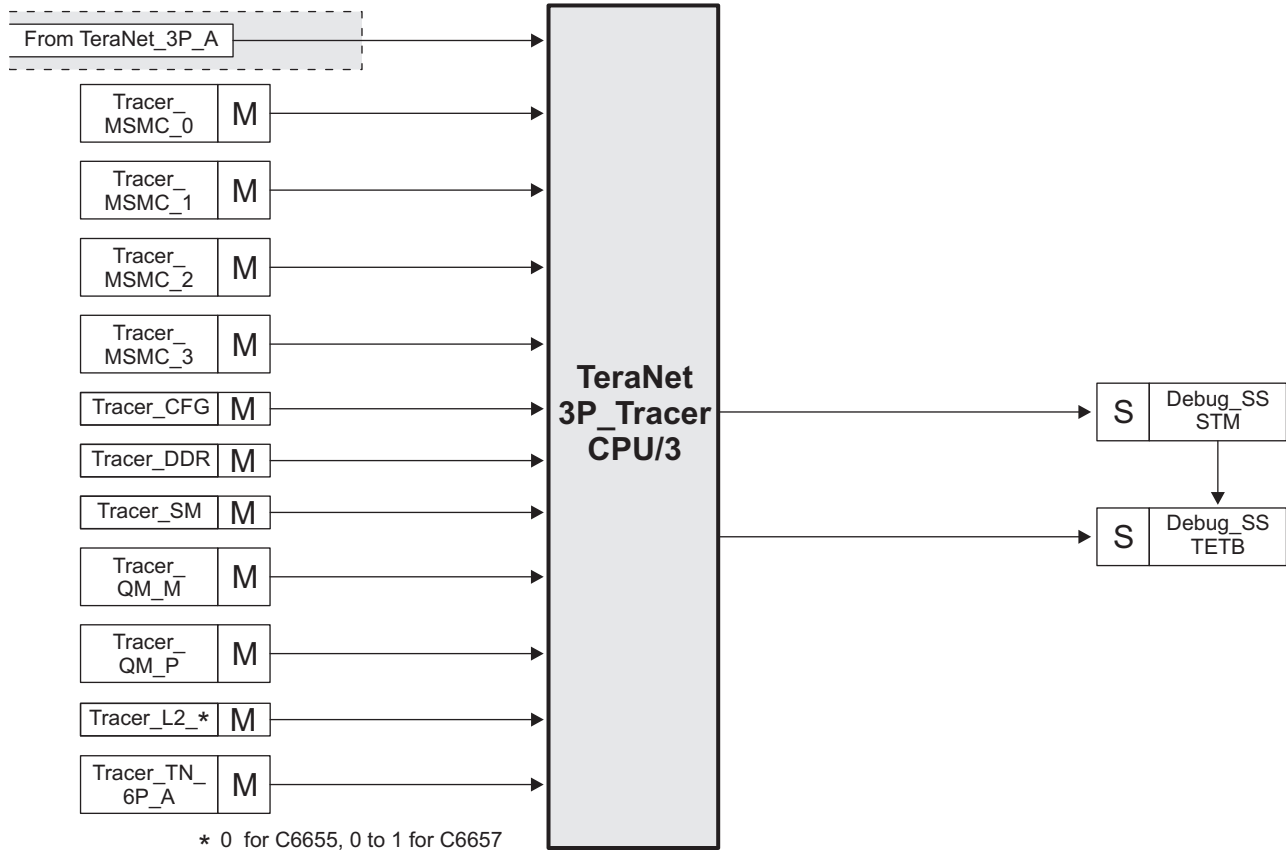 From TeraNet_3P_A
Tracer_
MSMC_0
M
Tracer_
MSMC_1
M
Tracer_
MSMC_2
M
Tracer_
MSMC_3
M
Tracer_CFG
M
Tracer_DDR
M
Tracer_SM
M
Tracer_
QM_M
M
Tracer_
QM_P
M
Tracer_L2_*
M
Tracer_TN_
6P_A
M
* 0 for C6655, 0 to 1 for C6657
TeraNet
3P_Tracer
CPU/3
S
Debug_SS
STM
S
Debug_SS
TETB